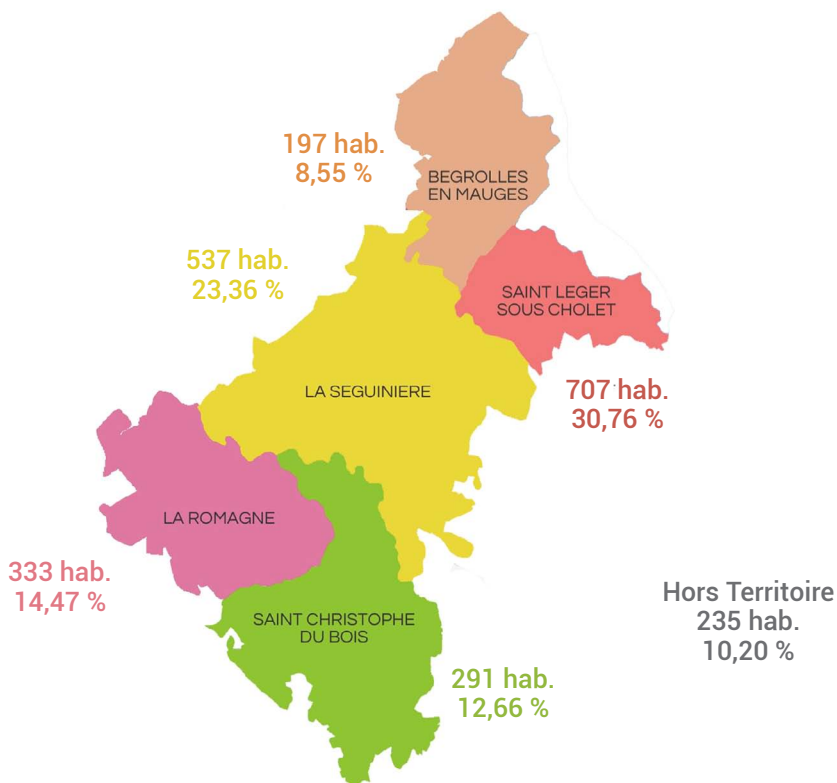 197 hab.
8,55 %
BEGROLLES
EN MAUGES
537 hab.
23,36 %
SAINT LEGER
SOUS CHOLET
LA SEGUINIERE
707 hab.
30,76 %
LA ROMAGNE
333 hab.
14,47 %
SAINT CHRISTOPHE
DU BOIS
Hors Territoire
235 hab.
10,20 %
291 hab.
12,66 %